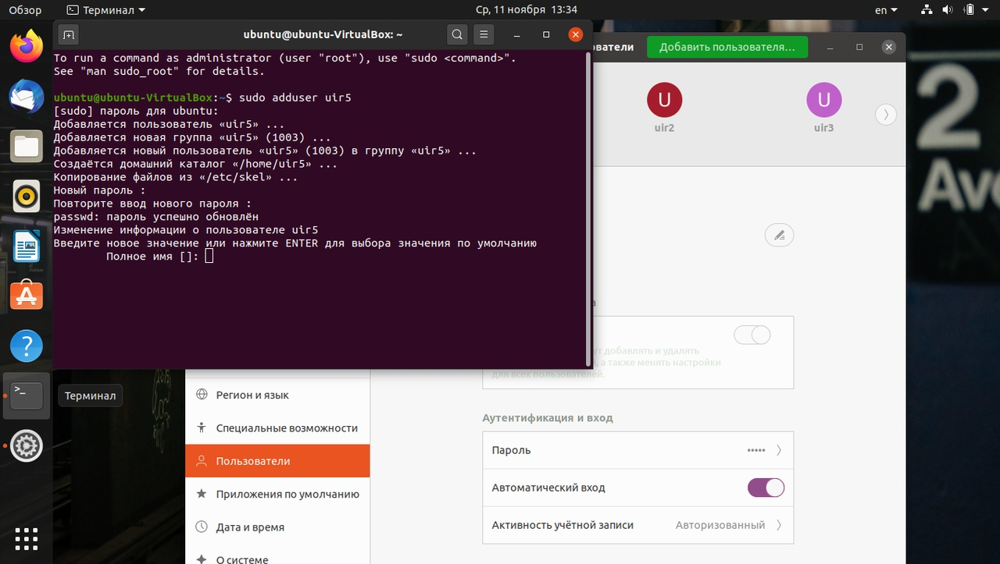 Обзор
Терминал
Ср, 11 ноября 13:34
en
ubuntu@ubuntu-VirtualBox: ~
To run a command as administrator (user "root"), use "sudo <command>".
See "man sudo_root" for details.
ubuntu@ubuntu-VirtualBox:~$ sudo adduser uir5
[sudo] пароль для ubuntu:
Добавляется пользователь «uir5» ...
Добавляется новая группа «uir5» (1003) ...
Добавляется новый пользователь «uir5» (1003) в группу «uir5» ...
Создаётся домашний каталог «/home/uir5» ...
Копирование файлов из «/etc/skel» ...
Новый пароль :
Повторите ввод нового пароля :
passwd: пароль успешно обновлён
Изменение информации о пользователе uir5
Введите новое значение или нажмите ENTER для выбора значения по умолчанию
Полное имя []:
Добавить пользователя…
U
uir2
U
uir3
добавлять и удалять
, а также менять настройки
для всех пользователей.
Терминал
Регион и язык
Специальные возможности
Пользователи
Приложения по умолчанию
Дата и время
О системе
Аутентификация и вход
Пароль
•••••
Автоматический вход
Активность учётной записи
Авторизованный
2
Ave